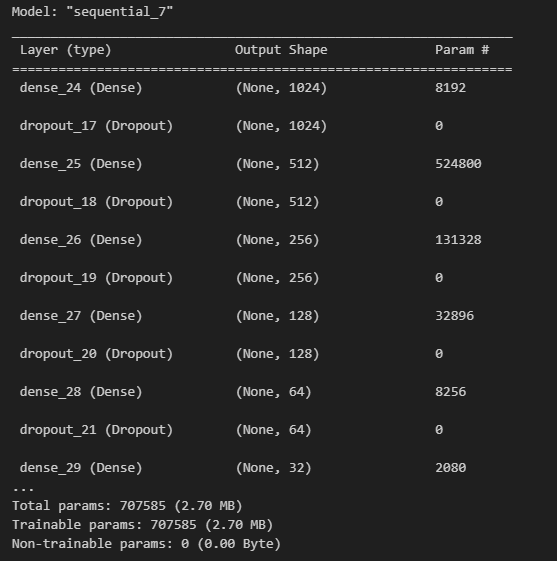 Model: "sequential_7"
_________________________________________________________________
Layer (type) Output Shape Param #
=================================================================
dense_24 (Dense) (None, 1024) 8192
dropout_17 (Dropout) (None, 1024) 0
dense_25 (Dense) (None, 512) 524800
dropout_18 (Dropout) (None, 512) 0
dense_26 (Dense) (None, 256) 131328
dropout_19 (Dropout) (None, 256) 0
dense_27 (Dense) (None, 128) 32896
dropout_20 (Dropout) (None, 128) 0
dense_28 (Dense) (None, 64) 8256
dropout_21 (Dropout) (None, 64) 0
dense_29 (Dense) (None, 32) 2080
...
Total params: 707585 (2.70 MB)
Trainable params: 707585 (2.70 MB)
Non-trainable params: 0 (0.00 Byte)